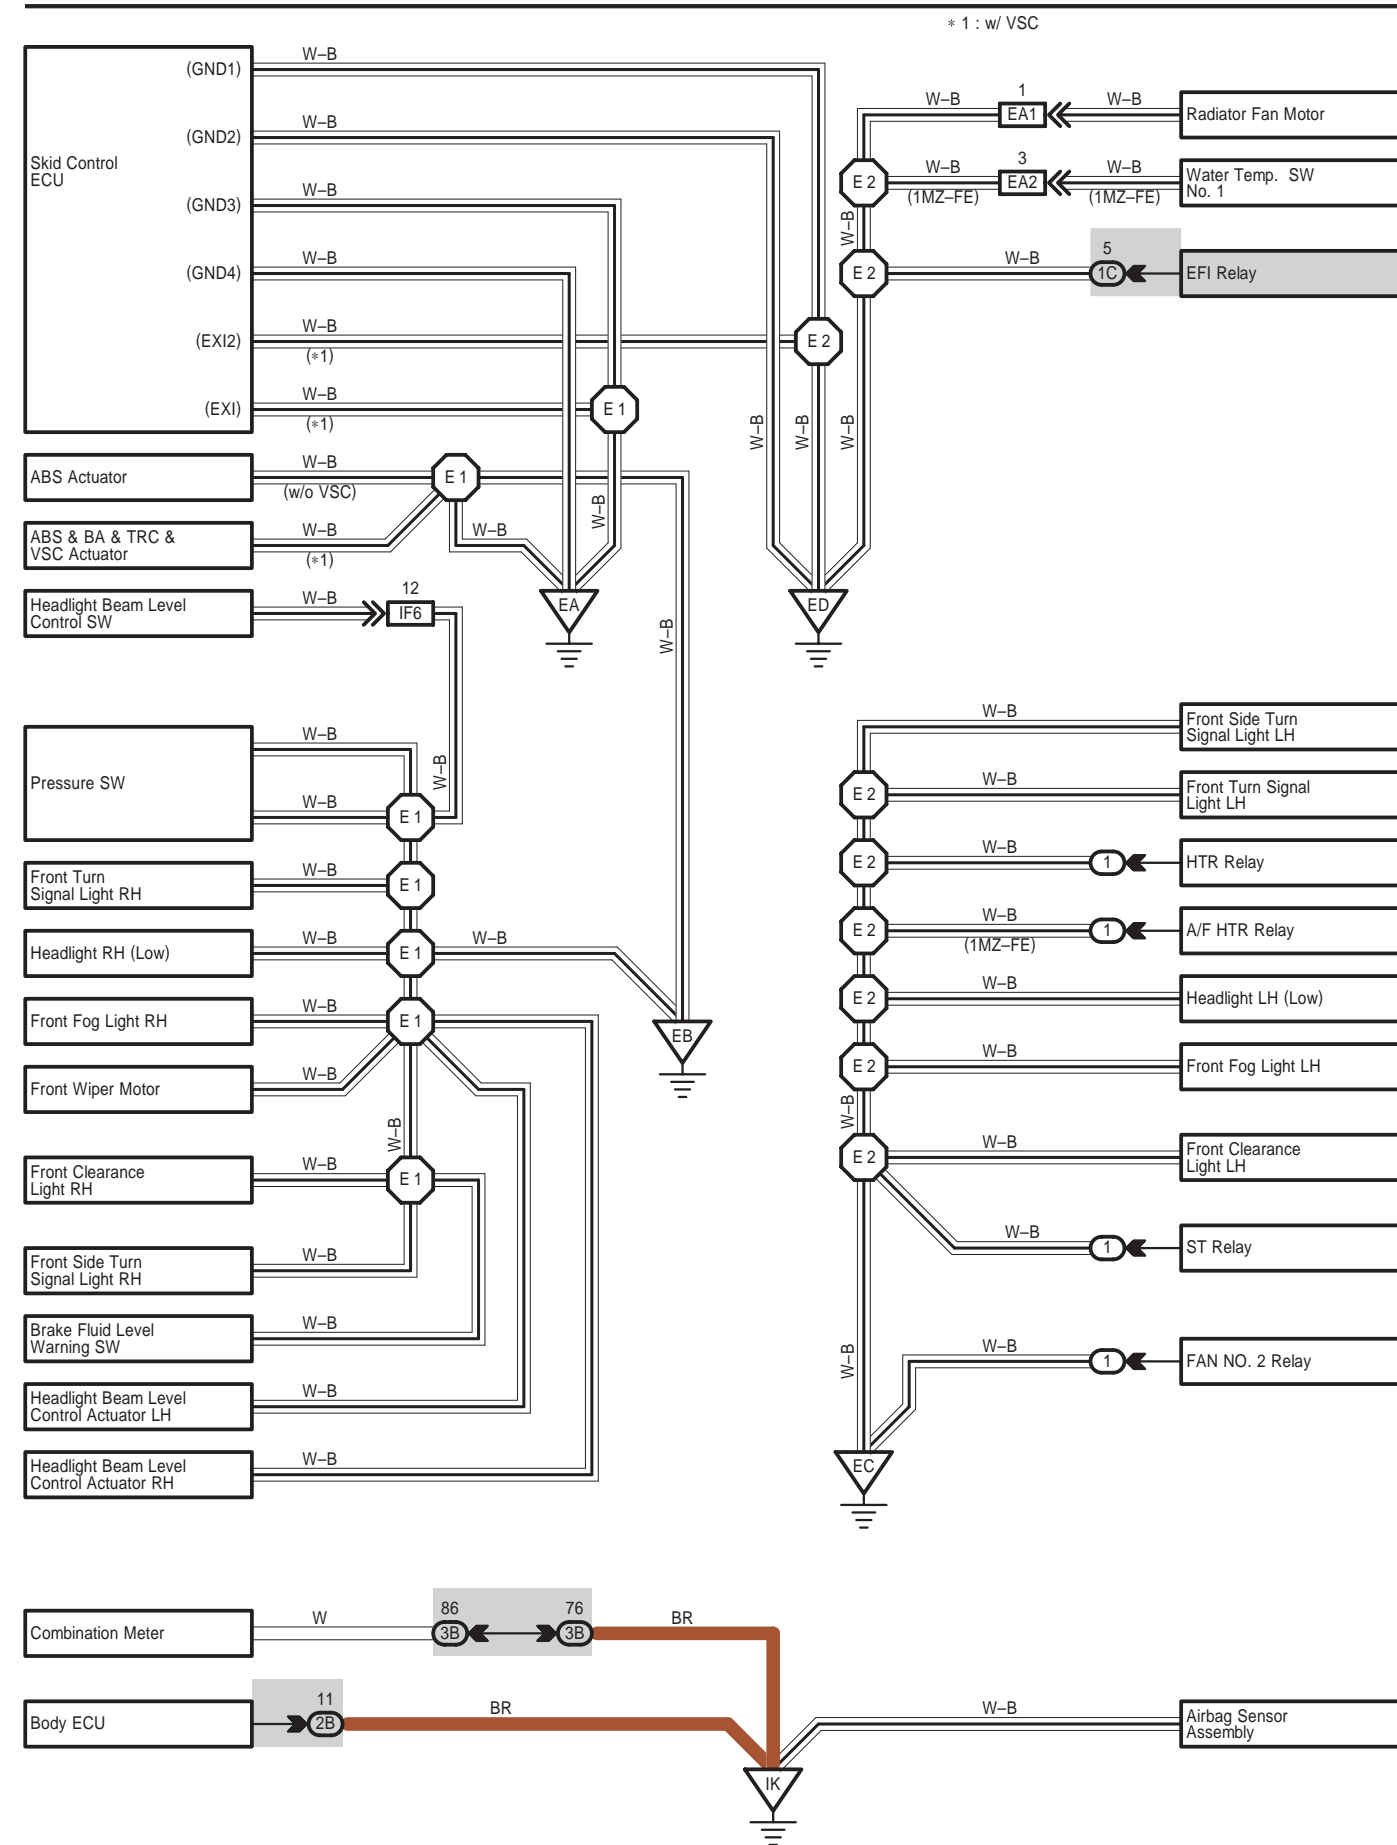 ∗ 1 : w/ VSC
Skid Control
ECU
(GND1)
W–B
(GND2)
W–B
(GND3)
W–B
(GND4)
W–B
(EXI2)
W–B
(∗1)
(EXI)
W–B
(∗1)
E 2
E 1
W–B
W–B
W–B
W–B
ABS Actuator
W–B
(w/o VSC)
E 1
ABS & BA & TRC &
VSC Actuator
W–B
(∗1)
W–B
EA
ED
W–B
1
EA1
W–B
Radiator Fan Motor
E 2
W–B
(1MZ–FE)
3
EA2
W–B
(1MZ–FE)
Water Temp. SW
No. 1
W–B
E 2
W–B
5
1C
EFI Relay
Headlight Beam Level
Control SW
W–B
12
IF6
W–B
W–B
Pressure SW
W–B
W–B
E 1
Front Turn
Signal Light RH
W–B
E 1
Headlight RH (Low)
W–B
E 1
W–B
Front Fog Light RH
W–B
E 1
EB
Front Wiper Motor
W–B
W–B
Front Clearance
Light RH
W–B
E 1
Front Side Turn
Signal Light RH
W–B
Brake Fluid Level
Warning SW
W–B
Headlight Beam Level
Control Actuator LH
W–B
Headlight Beam Level
Control Actuator RH
W–B
W–B
Front Side Turn
Signal Light LH
E 2
W–B
Front Turn Signal
Light LH
E 2
W–B
1
HTR Relay
E 2
W–B
(1MZ–FE)
1
A/F HTR Relay
E 2
W–B
Headlight LH (Low)
E 2
W–B
Front Fog Light LH
W–B
E 2
W–B
Front Clearance
Light LH
W–B
1
ST Relay
W–B
W–B
1
FAN NO. 2 Relay
EC
Combination Meter
W
86
3B
76
3B
BR
Body ECU
11
2B
BR
W–B
Airbag Sensor
Assembly
IK